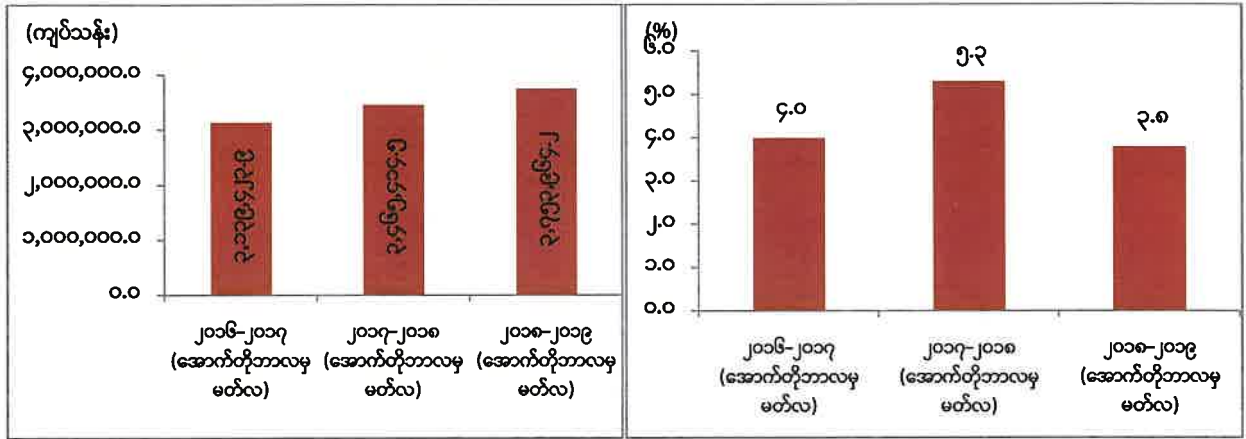 (ကျပ်သန်း)
၄,၀၀၀,၀၀၀.၀
၃,၀၀၀,၀၀၀.၀
၂,၀၀၀,၀၀၀.၀
၁,၀၀၀,၀၀၀.၀
၀.၀
၂၀၁၆–၂၀၁၇
(အောက်တိုဘာလမှ
မတ်လ)
၂၀၁၇–၂၀၁၈
(အောက်တိုဘာလမှ
မတ်လ)
၂၀၁၈–၂၀၁၉
(အောက်တိုဘာလမှ
မတ်လ)
(%)
၆.၀
၅.၀
၄.၀
၃.၀
၂.၀
၁.၀
၀.၀
၄.၀
၅.၃
၃.၈
၂၀၁၆–၂၀၁၇
(အောက်တိုဘာလမှ
မတ်လ)
၂၀၁၇–၂၀၁၈
(အောက်တိုဘာလမှ
မတ်လ)
၂၀၁၈–၂၀၁၉
(အောက်တိုဘာလမှ
မတ်လ)